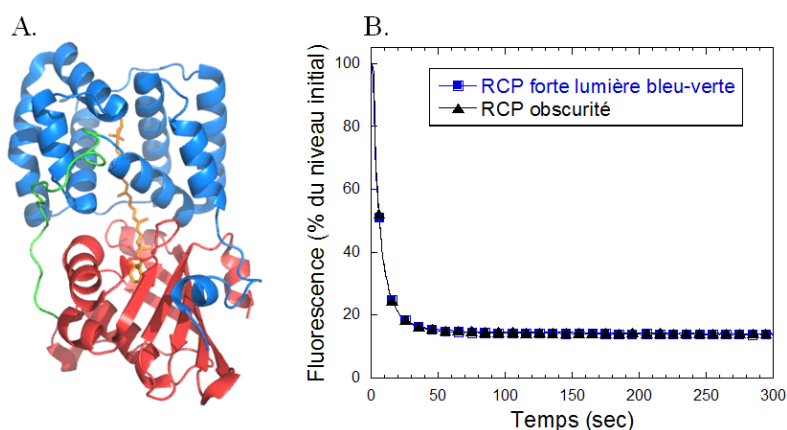 A.
B.
100
80
60
40
20
0
Fluorescence (% du niveau initial)
RCP forte lumière bleu-verte
RCP obscurité
0 50 100 150 200 250 300
Temps (sec)